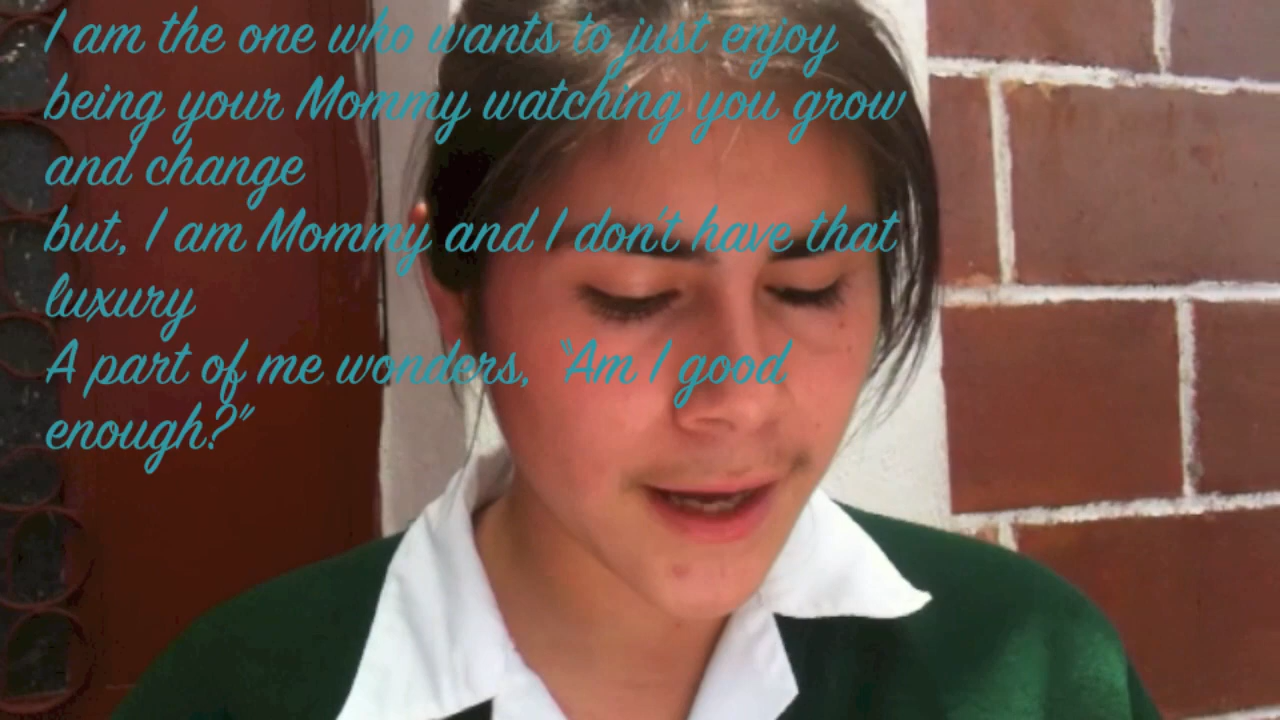 I am the one who wants to just enjoy
being your Mommy watching you grow
and change
but, I am Mommy and I don't have that
luxury
A part of me wonders, "Am I good
enough?"